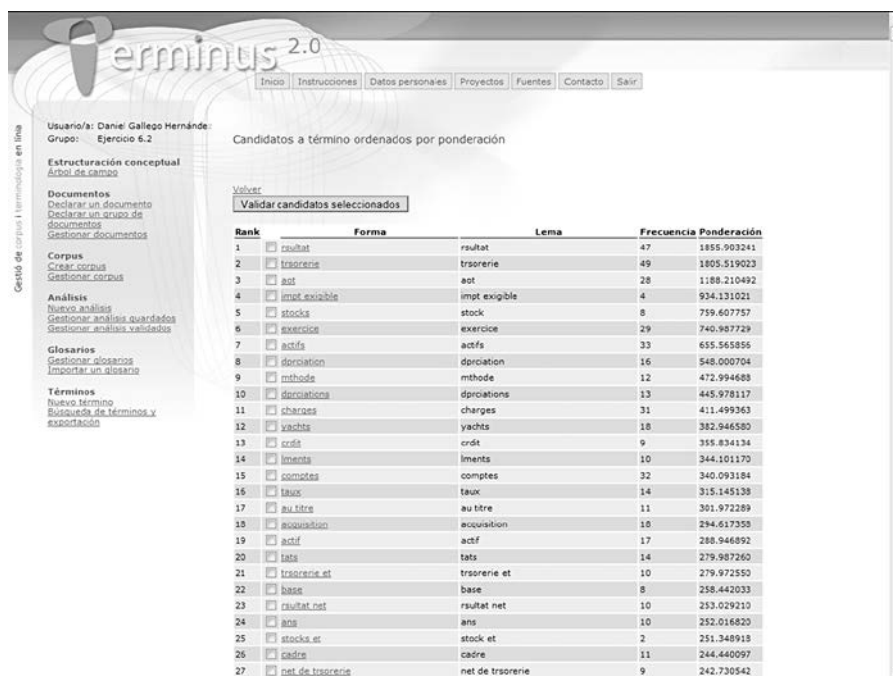 Terminus 2.0
Inicio Instrucciones Datos personales Proyectos Fuentes Contacto Salir
Gestió de corpus i terminologia en línia
Usuario/a: Daniel Gallego Hernánde
Grupo: Ejercicio 6.2
Estructuración conceptual
Árbol de campo
Documentos
Declarar un documento
Declarar un grupo de
documentos
Gestionar documentos
Corpus
Crear corpus
Gestionar corpus
Análisis
Nuevo análisis
Gestionar análisis guardados
Gestionar análisis validados
Glosarios
Gestionar glosarios
Importar un glosario
Términos
Nuevo término
Búsqueda de términos y
exportación
Candidatos a término ordenados por ponderación
Volver
Validar candidatos seleccionados
Rank Forma Lema Frecuencia Ponderación
1 rsultat rsultat 47 1855.903241
2 trsorerie trsorerie 49 1805.519023
3 aot aot 28 1188.210492
4 impt exigible impt exigible 4 934.131021
5 stocks stock 8 759.607757
6 exercice exercice 29 740.987729
7 actifs actifs 33 655.565856
8 dprciation dprciation 16 548.000704
9 mthode mthode 12 472.994688
10 dprciations dprciations 13 445.978117
11 charges charges 31 411.499363
12 yachts yachts 18 382.946580
13 crdit crdit 9 355.834134
14 lments lments 10 344.101170
15 comptes comptes 32 340.093184
16 taux taux 14 315.145138
17 au titre au titre 11 301.972289
18 acquisition acquisition 18 294.617358
19 actif actif 17 288.946892
20 tats tats 14 279.987260
21 trsorerie et trsorerie et 10 279.972550
22 base base 8 258.442033
23 rsultat net rsultat net 10 253.029210
24 ans ans 10 252.016820
25 stocks et stock et 2 251.348918
26 cadre cadre 11 244.440097
27 net de trsorerie net de trsorerie 9 242.730542